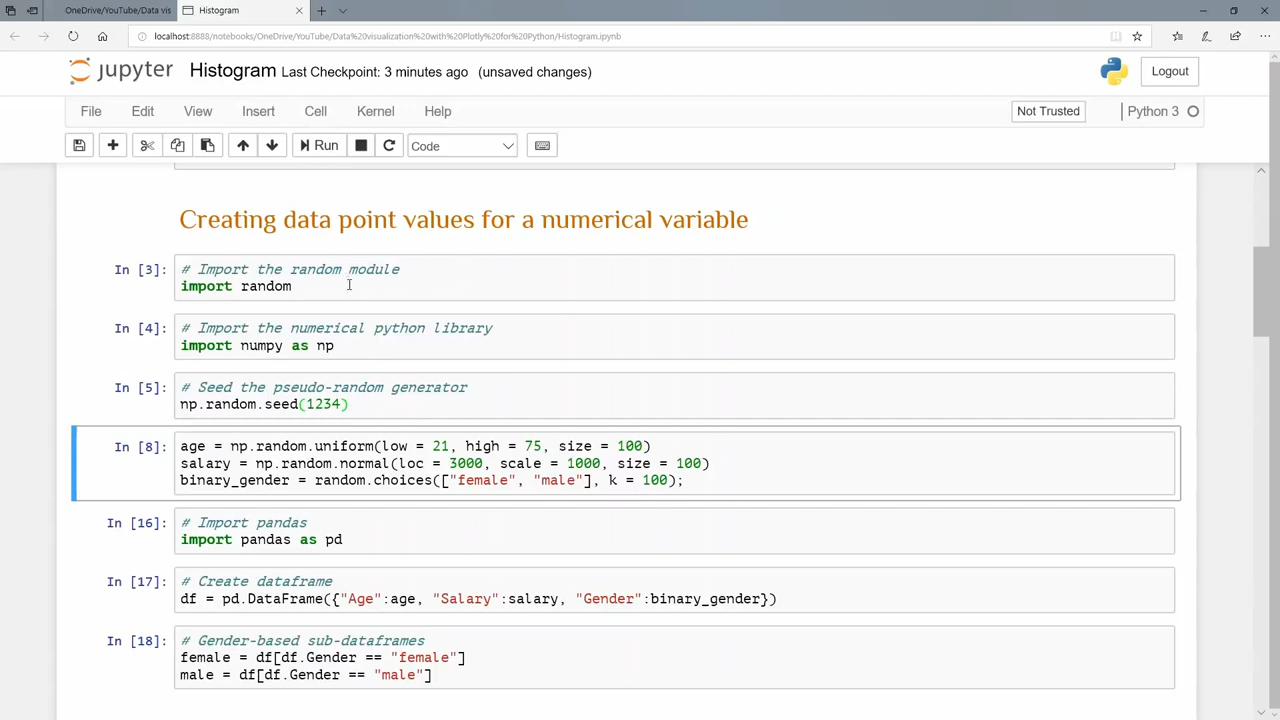 OneDrive/YouTube/Data vis
Histogram
localhost:8888/notebooks/OneDrive/YouTube/Data%20visualization%20with%20Plotly%20for%20Python/Histogram.ipynb
jupyter Histogram Last Checkpoint: 3 minutes ago (unsaved changes)
Logout
File Edit View Insert Cell Kernel Help
Not Trusted
Python 3
Run
Code
Creating data point values for a numerical variable
In [3]:
# Import the random module
import random
In [4]:
# Import the numerical python library
import numpy as np
In [5]:
# Seed the pseudo-random generator
np.random.seed(1234)
In [8]:
age = np.random.uniform(low = 21, high = 75, size = 100)
salary = np.random.normal(loc = 3000, scale = 1000, size = 100)
binary_gender = random.choices(["female", "male"], k = 100);
In [16]:
# Import pandas
import pandas as pd
In [17]:
# Create dataframe
df = pd.DataFrame({"Age":age, "Salary":salary, "Gender":binary_gender})
In [18]:
# Gender-based sub-dataframes
female = df[df.Gender == "female"]
male = df[df.Gender == "male"]